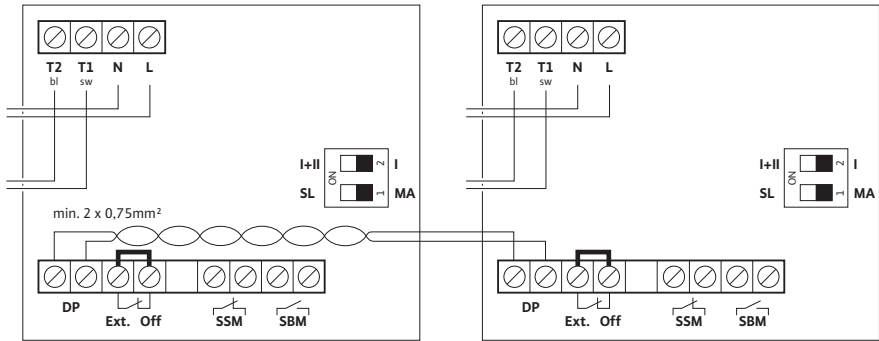 T2 T1 N L
bl sw
I+II ON 2 I
SL 1 MA
min. 2 x 0,75mm²
DP Ext. Off SSM SBM
T2 T1 N L
bl sw
I+II ON 2 I
SL 1 MA
DP Ext. Off SSM SBM